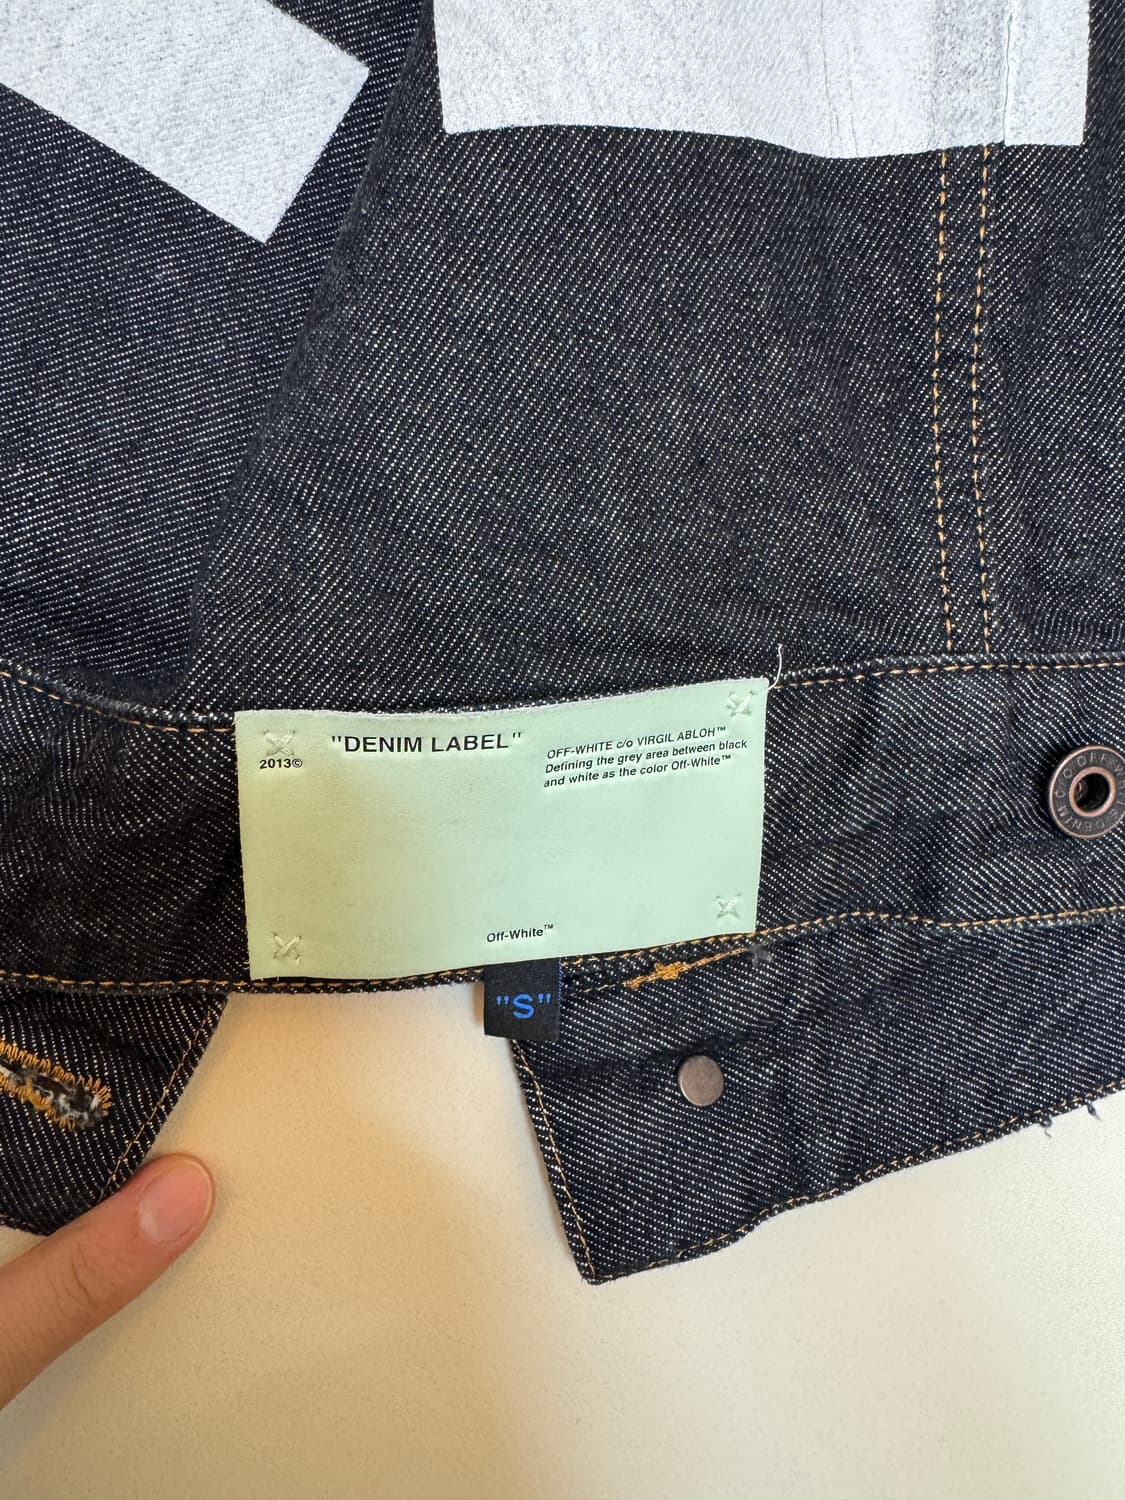 "DENIM LABEL"
2013©
OFF-WHITE c/o VIRGIL ABLOH™
Defining the grey area between black
and white as the color Off-White™
Off-White™
"S"